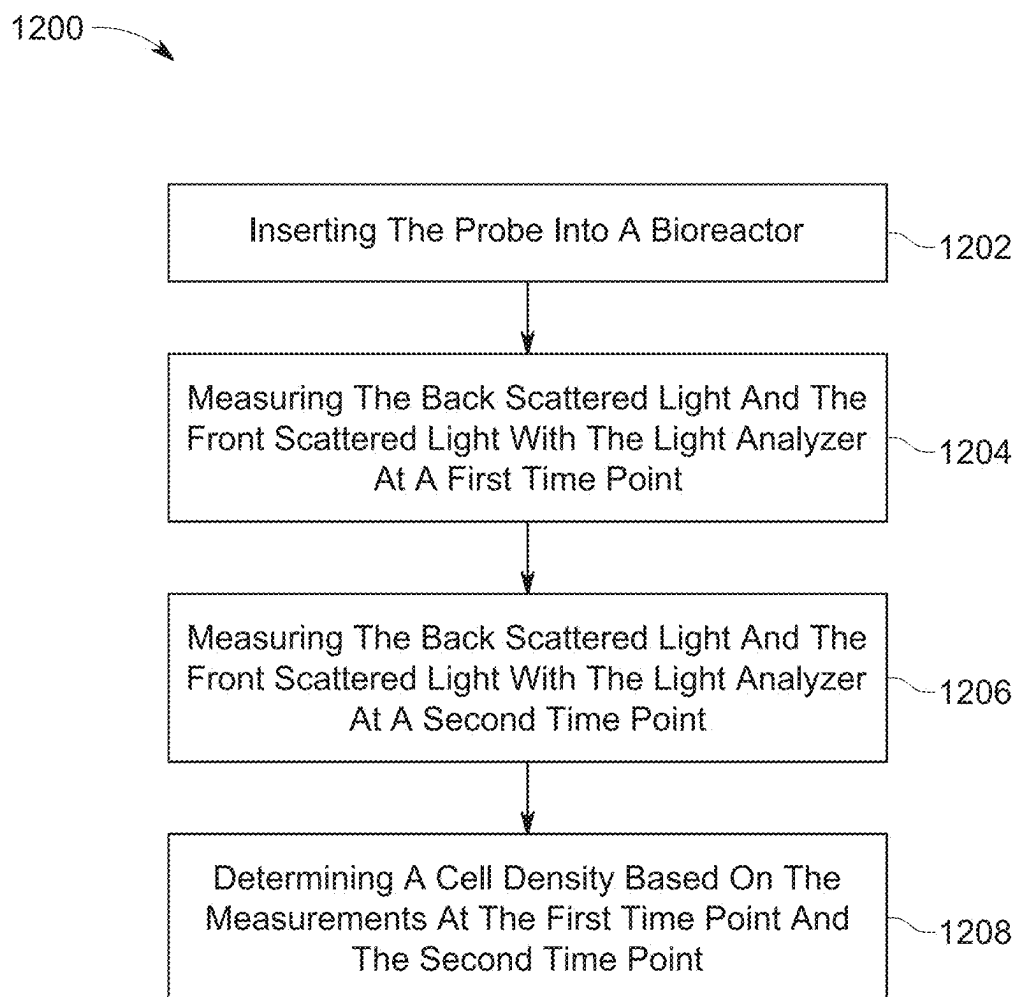 1200
Inserting The Probe Into A Bioreactor
1202
Measuring The Back Scattered Light And The
Front Scattered Light With The Light Analyzer
At A First Time Point
1204
Measuring The Back Scattered Light And The
Front Scattered Light With The Light Analyzer
At A Second Time Point
1206
Determining A Cell Density Based On The
Measurements At The First Time Point And
The Second Time Point
1208